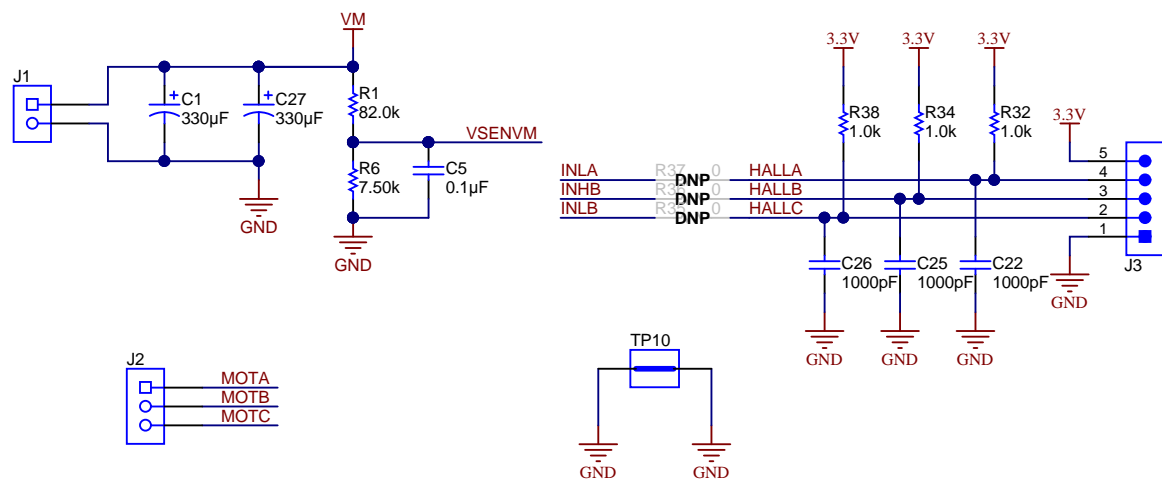 VM
J1
C1
330µF
C27
330µF
R1
82.0k
VSENVM
R6
7.50k
C5
0.1µF
GND
GND
3.3V
3.3V
3.3V
R38
1.0k
R34
1.0k
R32
1.0k
3.3V
INLA
R37
0
DNP
HALLA
INHB
R36
0
DNP
HALLB
INLB
0
DNP
HALLC
5
4
3
2
1
J3
C26
1000pF
C25
1000pF
C22
1000pF
GND
GND
GND
GND
J2
MOTA
MOTB
MOTC
TP10
GND
GND